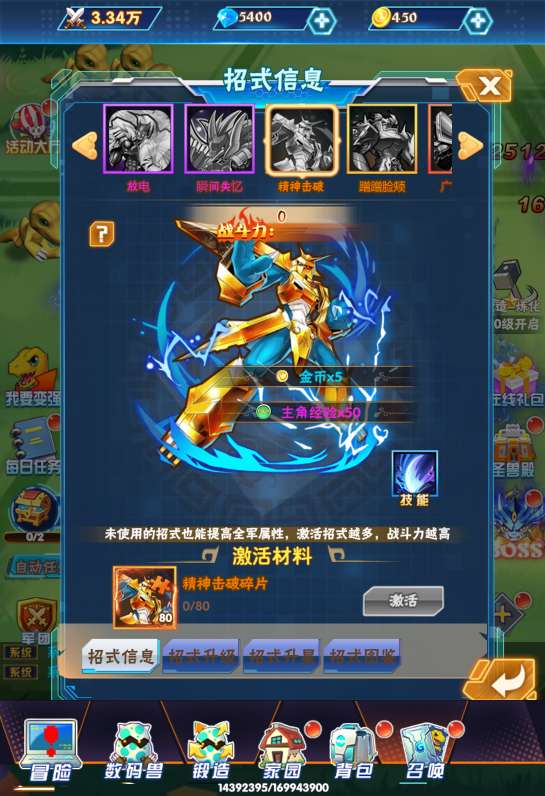 3.34万
5400
450
招式信息
活动大厅
放电
瞬间失忆
精神击破
蹭蹭脸颊
广
2512
16
0
战斗力:
?
金币x5
主角经验x50
技能
0级开启
我要变强
在线礼包
每日任务
圣兽殿
0/2
BOSS
自动任
未使用的招式也能提高全军属性，激活招式越多，战斗力越高
激活材料
精神击破碎片
0/80
80
激活
军团
系统
系统
招式信息
招式升级
招式升星
招式图鉴
冒险
数码兽
锻造
家园
背包
召唤
14392395/169943900